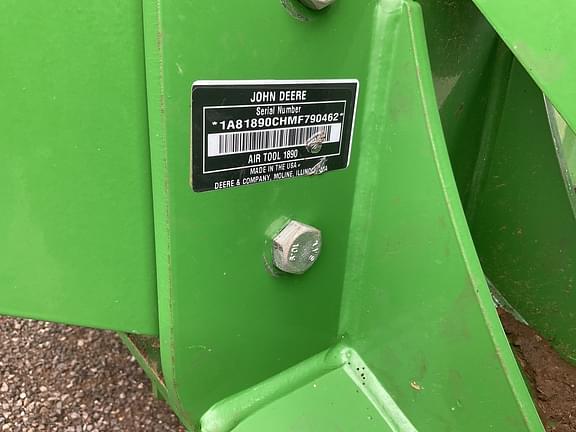 JOHN DEERE
Serial Number
*1A81890CHMF790462*
AIR TOOL 1890
MADE IN THE USA
DEERE & COMPANY, MOLINE, ILLINOIS, USA